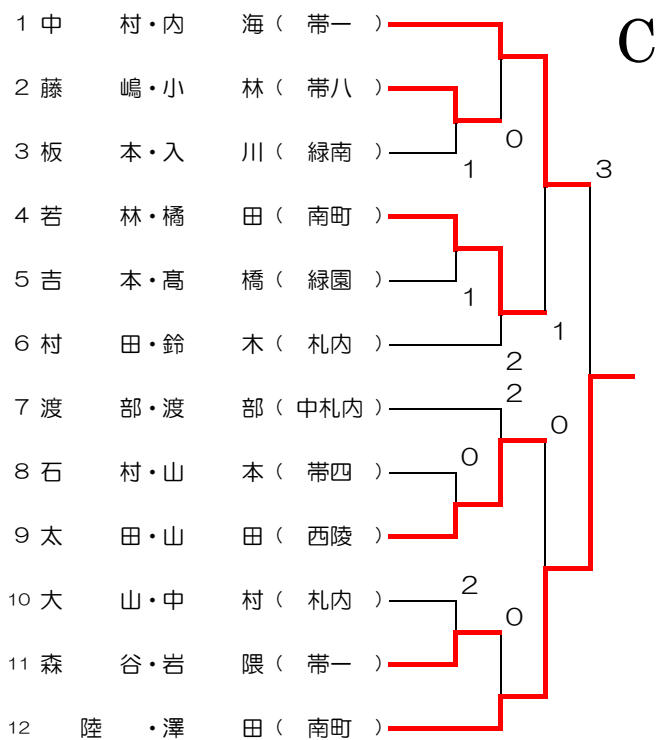 C
1 中 村・内 海 ( 帯一 )
2 藤 嶋・小 林 ( 帯八 )
0
3 板 本・入 川 ( 緑南 )
1
3
4 若 林・橘 田 ( 南町 )
5 吉 本・髙 橋 ( 緑園 )
1
1
6 村 田・鈴 木 ( 札内 )
2
2
7 渡 部・渡 部 ( 中札内 )
0
0
8 石 村・山 本 ( 帯四 )
9 太 田・山 田 ( 西陵 )
2
10 大 山・中 村 ( 札内 )
0
11 森 谷・岩 隈 ( 帯一 )
12 陸 ・澤 田 ( 南町 )